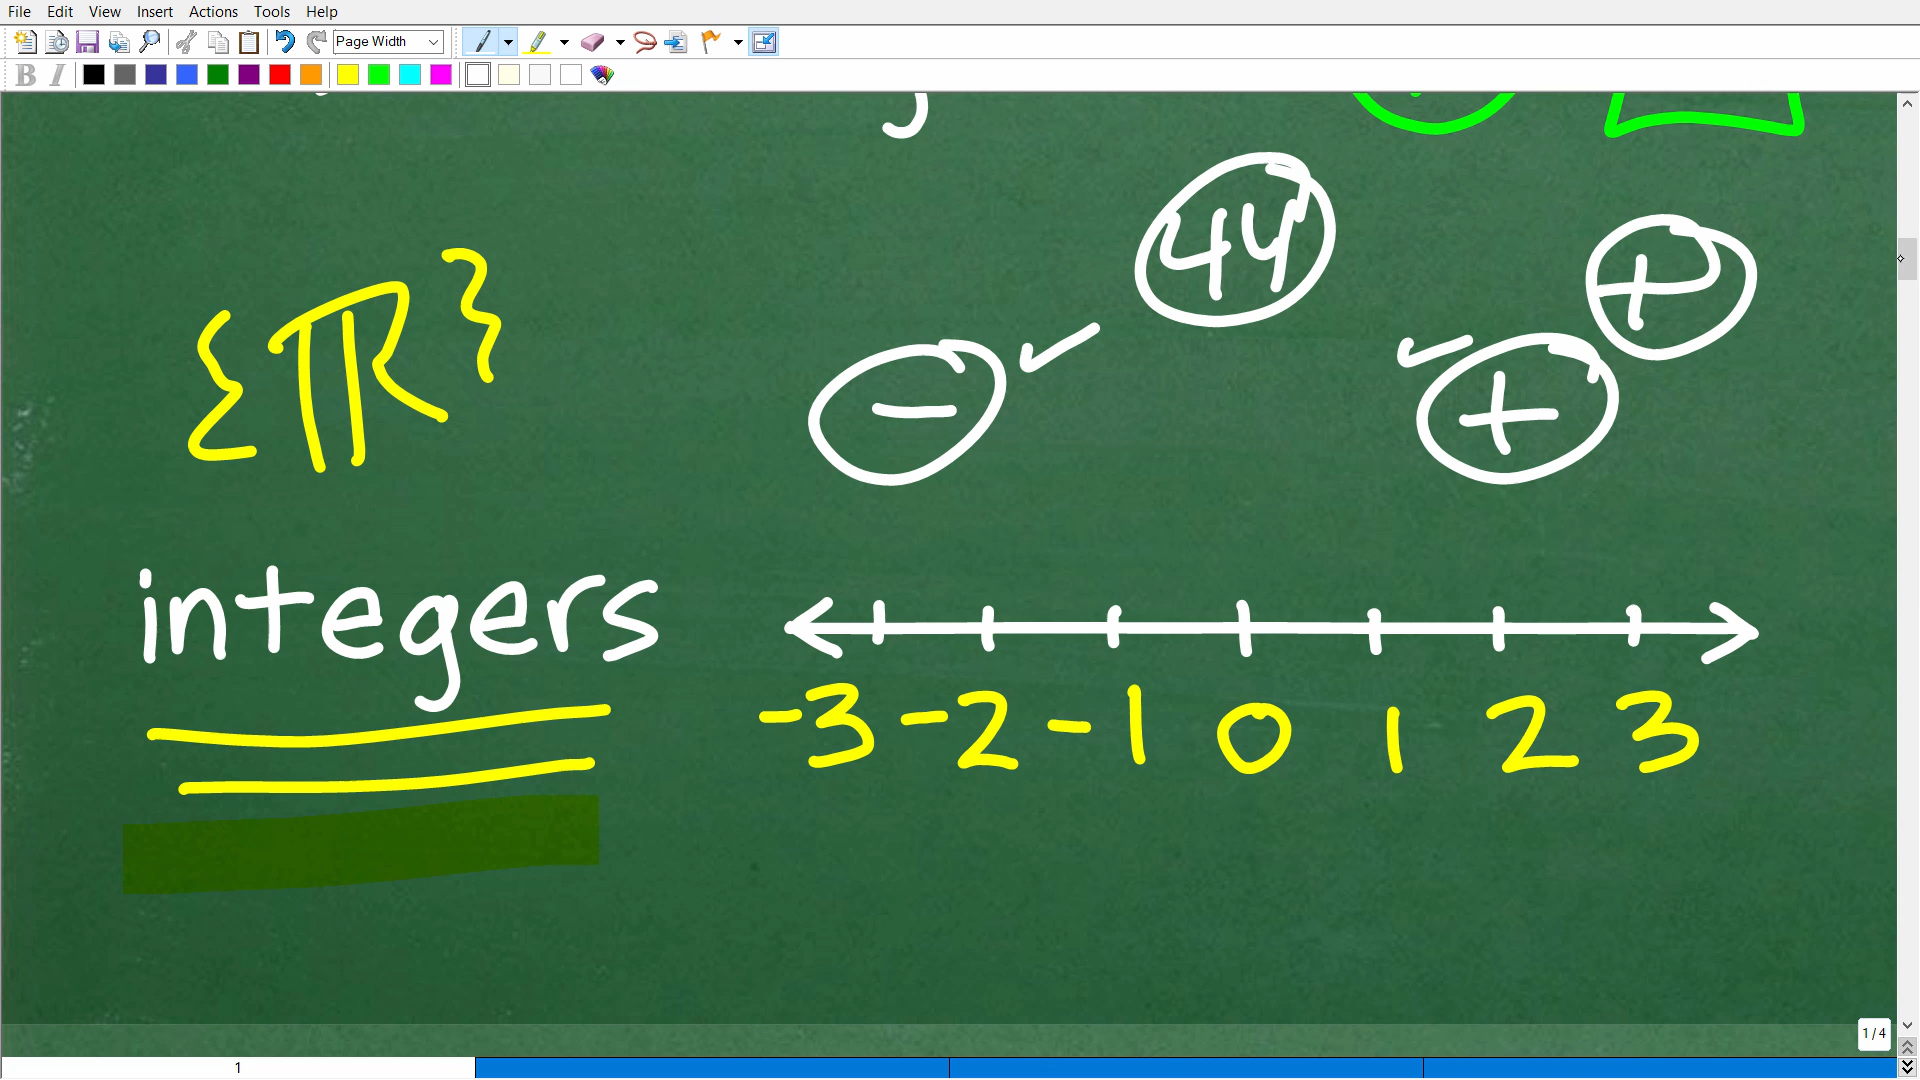 File Edit View Insert Actions Tools Help
Page Width
B I
44
+
{ℝ}
- +
integers
-3 -2 -1 0 1 2 3
1 / 4
1